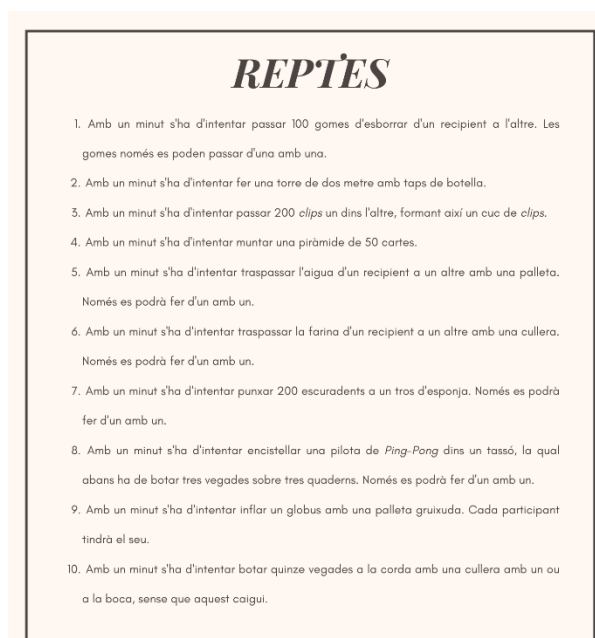 REPTES
1. Amb un minut s'ha d'intentar passar 100 gomes d'esborrar d'un recipient a l'altre. Les
gomes només es poden passar d'una amb una.
2. Amb un minut s'ha d'intentar fer una torre de dos metre amb taps de botella.
3. Amb un minut s'ha d'intentar passar 200 clips un dins l'altre, formant així un cuc de clips.
4. Amb un minut s'ha d'intentar muntar una piràmide de 50 cartes.
5. Amb un minut s'ha d'intentar traspassar l'aigua d'un recipient a un altre amb una palleta.
Només es podrà fer d'un amb un.
6. Amb un minut s'ha d'intentar traspassar la farina d'un recipient a un altre amb una cullera.
Només es podrà fer d'un amb un.
7. Amb un minut s'ha d'intentar punxar 200 escuradents a un tros d'esponja. Només es podrà
fer d'un amb un.
8. Amb un minut s'ha d'intentar encistellar una pilota de Ping-Pong dins un tassó, la qual
abans ha de botar tres vegades sobre tres quaderns. Només es podrà fer d'un amb un.
9. Amb un minut s'ha d'intentar inflar un globus amb una palleta gruixuda. Cada participant
tindrà el seu.
10. Amb un minut s'ha d'intentar botar quinze vegades a la corda amb una cullera amb un ou
a la boca, sense que aquest caigui.